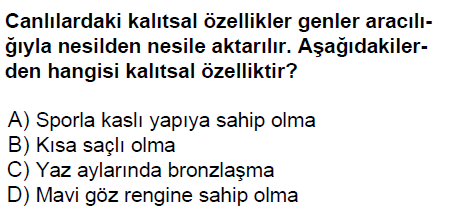 Canlılardaki kalıtsal özellikler genler aracılı-
ğıyla nesilden nesile aktarılır. Aşağıdakiler-
den hangisi kalıtsal özelliktir?
A) Sporla kaslı yapıya sahip olma
B) Kısa saçlı olma
C) Yaz aylarında bronzlaşma
D) Mavi göz rengine sahip olma